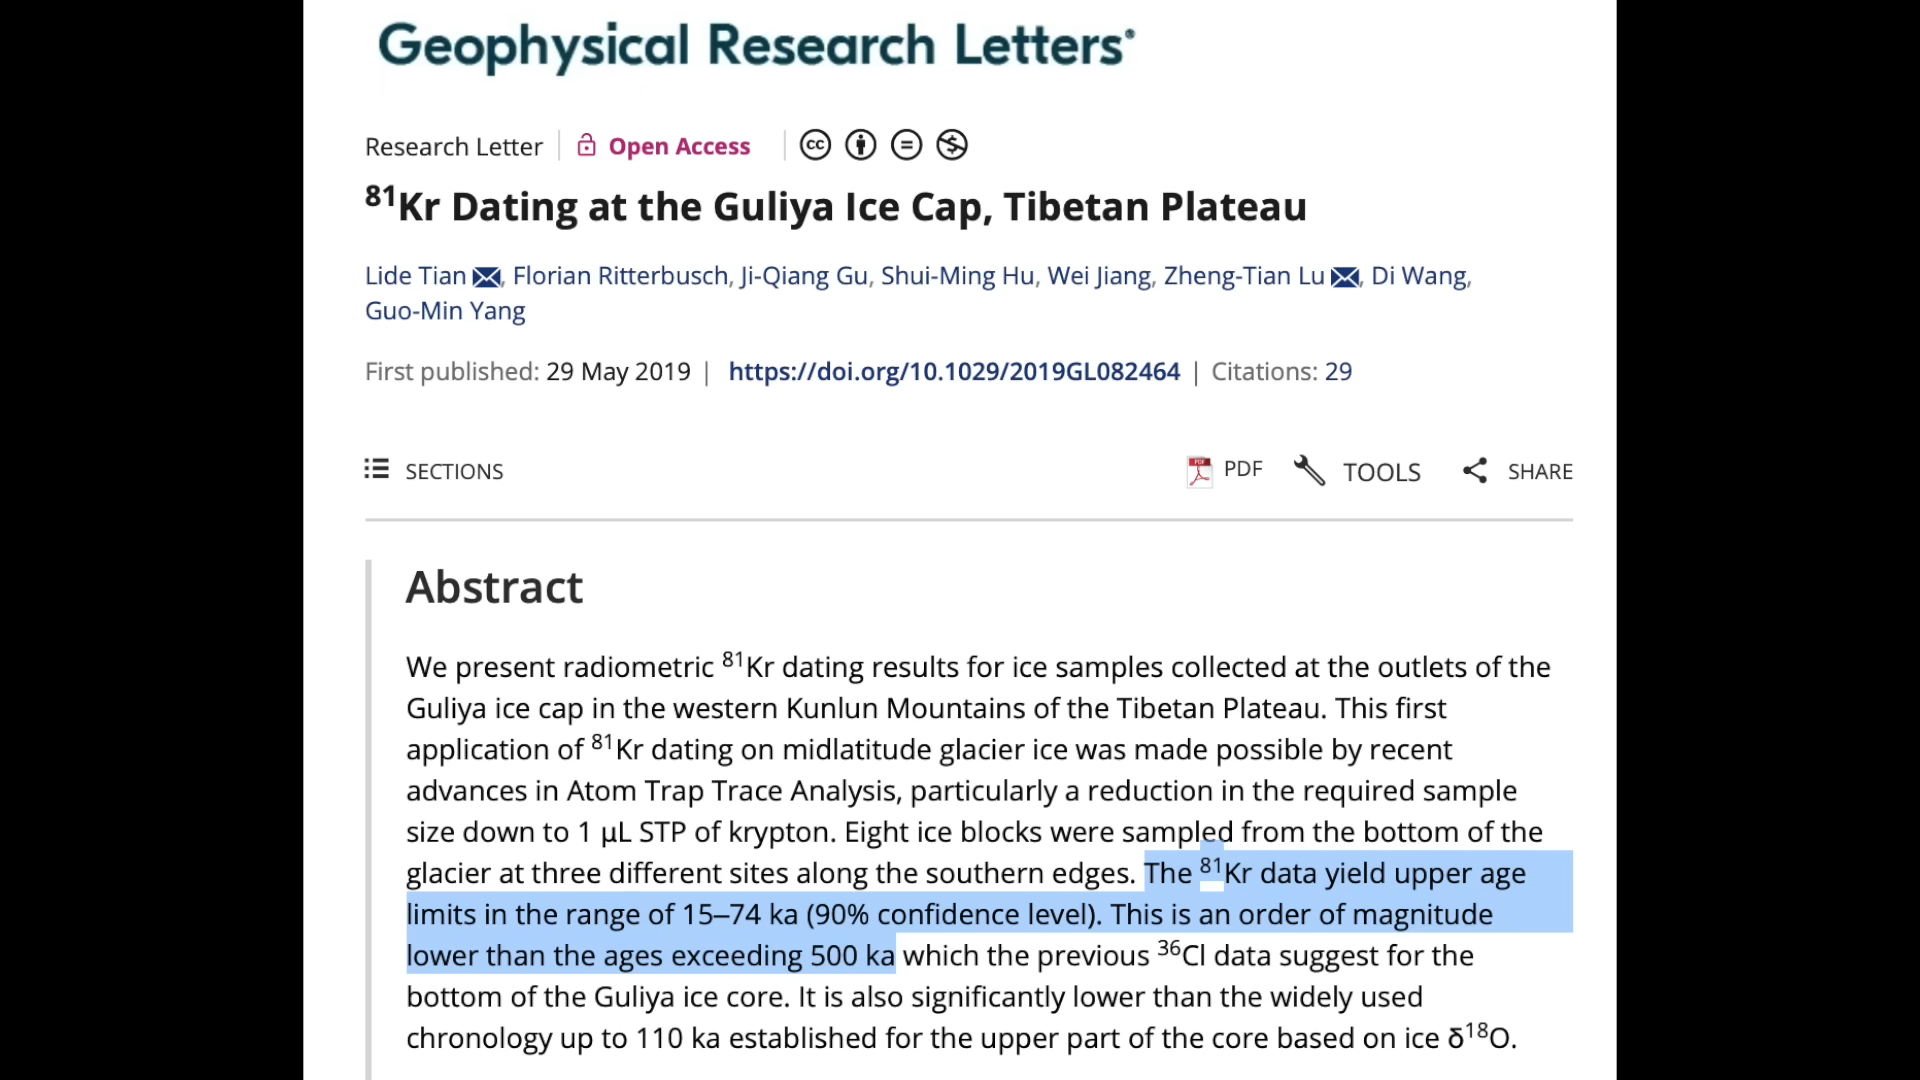 Geophysical Research Letters®
Research Letter | Open Access | cc
⁸¹Kr Dating at the Guliya Ice Cap, Tibetan Plateau
Lide Tian, Florian Ritterbusch, Ji-Qiang Gu, Shui-Ming Hu, Wei Jiang, Zheng-Tian Lu, Di Wang,
Guo-Min Yang
First published: 29 May 2019 | https://doi.org/10.1029/2019GL082464 | Citations: 29
SECTIONS PDF TOOLS SHARE
Abstract
We present radiometric ⁸¹Kr dating results for ice samples collected at the outlets of the
Guliya ice cap in the western Kunlun Mountains of the Tibetan Plateau. This first
application of ⁸¹Kr dating on midlatitude glacier ice was made possible by recent
advances in Atom Trap Trace Analysis, particularly a reduction in the required sample
size down to 1 μL STP of krypton. Eight ice blocks were sampled from the bottom of the
glacier at three different sites along the southern edges. The ⁸¹Kr data yield upper age
limits in the range of 15–74 ka (90% confidence level). This is an order of magnitude
lower than the ages exceeding 500 ka which the previous ³⁶Cl data suggest for the
bottom of the Guliya ice core. It is also significantly lower than the widely used
chronology up to 110 ka established for the upper part of the core based on ice δ¹⁸O.